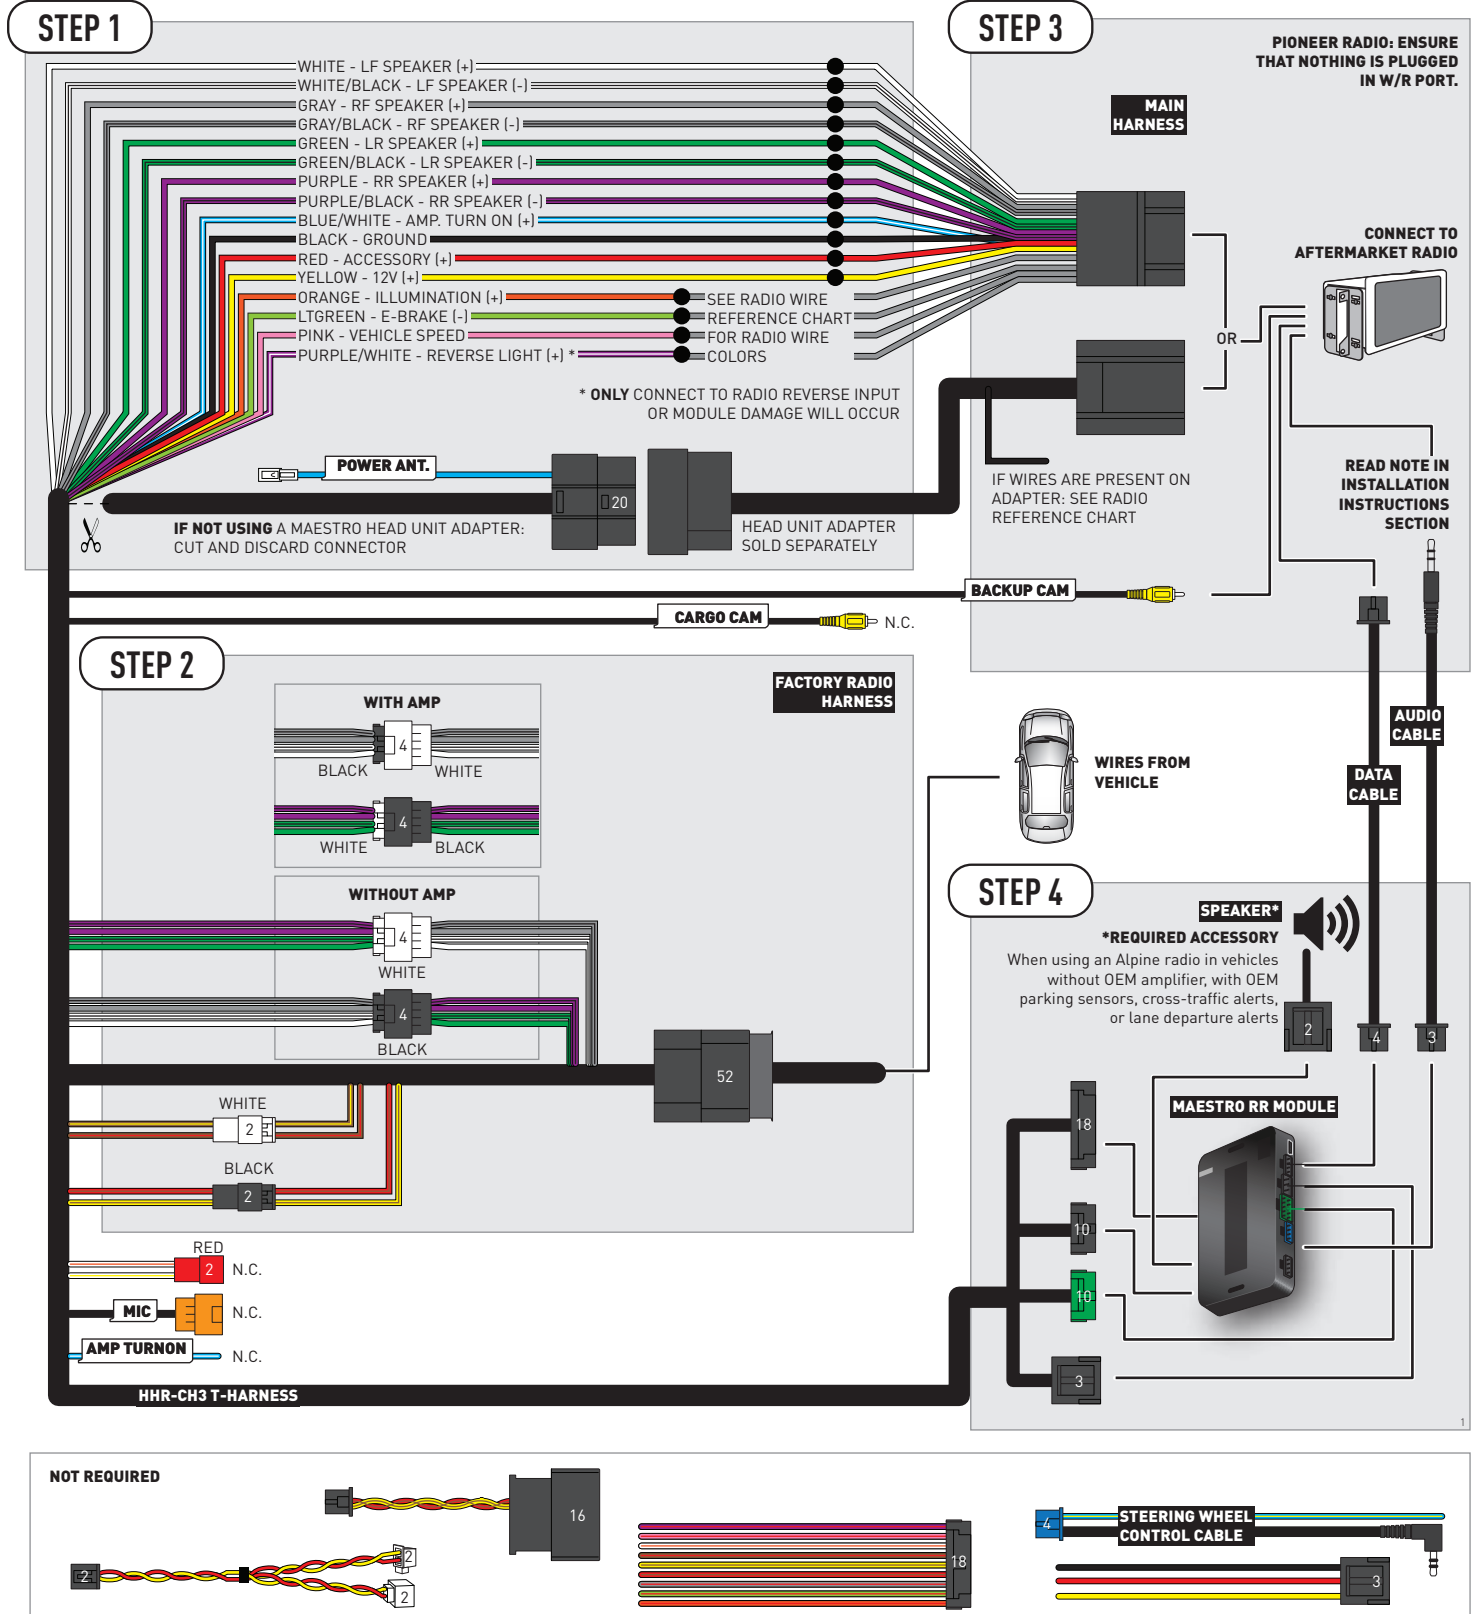 STEP 1
WHITE - LF SPEAKER (+)
WHITE/BLACK - LF SPEAKER (-)
GRAY - RF SPEAKER (+)
GRAY/BLACK - RF SPEAKER (-)
GREEN - LR SPEAKER (+)
GREEN/BLACK - LR SPEAKER (-)
PURPLE - RR SPEAKER (+)
PURPLE/BLACK - RR SPEAKER (-)
BLUE/WHITE - AMP. TURN ON (+)
BLACK - GROUND
RED - ACCESSORY (+)
YELLOW - 12V (+)
ORANGE - ILLUMINATION (+)
LTGREEN - E-BRAKE (-)
PINK - VEHICLE SPEED
PURPLE/WHITE - REVERSE LIGHT (+) *
SEE RADIO WIRE
REFERENCE CHART
FOR RADIO WIRE
COLORS
* ONLY CONNECT TO RADIO REVERSE INPUT
OR MODULE DAMAGE WILL OCCUR
POWER ANT.
20
IF NOT USING A MAESTRO HEAD UNIT ADAPTER:
CUT AND DISCARD CONNECTOR
HEAD UNIT ADAPTER
SOLD SEPARATELY
STEP 3
PIONEER RADIO: ENSURE
THAT NOTHING IS PLUGGED
IN W/R PORT.
MAIN
HARNESS
CONNECT TO
AFTERMARKET RADIO
OR
IF WIRES ARE PRESENT ON
ADAPTER: SEE RADIO
REFERENCE CHART
READ NOTE IN
INSTALLATION
INSTRUCTIONS
SECTION
BACKUP CAM
CARGO CAM
N.C.
AUDIO
CABLE
DATA
CABLE
STEP 2
FACTORY RADIO
HARNESS
WITH AMP
4
BLACK
WHITE
4
WHITE
BLACK
WITHOUT AMP
4
WHITE
4
BLACK
52
WIRES FROM
VEHICLE
WHITE
2
BLACK
2
RED
2
N.C.
MIC
N.C.
AMP TURNON
N.C.
HHR-CH3 T-HARNESS
STEP 4
SPEAKER*
*REQUIRED ACCESSORY
When using an Alpine radio in vehicles
without OEM amplifier, with OEM
parking sensors, cross-traffic alerts,
or lane departure alerts
2
4
3
MAESTRO RR MODULE
18
10
10
3
1
NOT REQUIRED
16
2
2
2
18
4
STEERING WHEEL
CONTROL CABLE
3